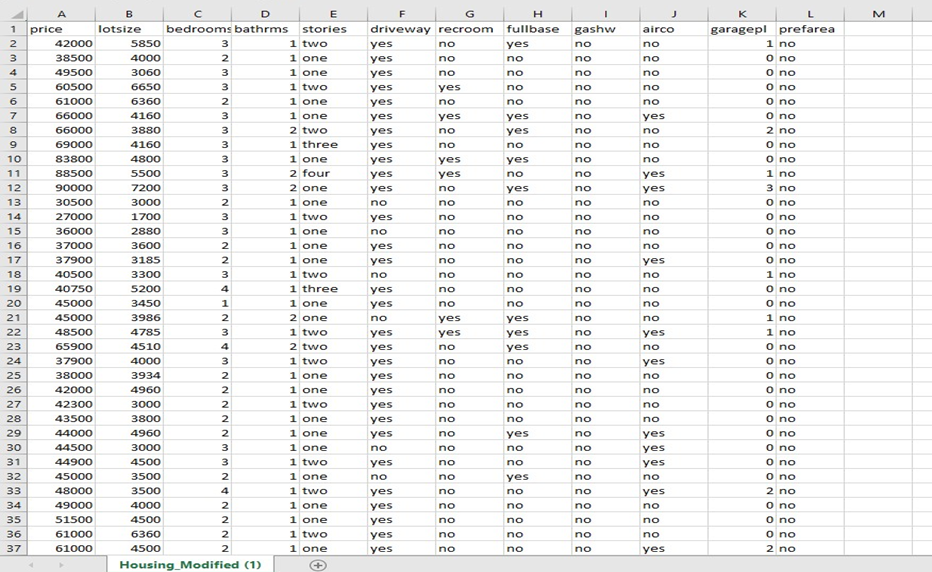 A B C D E F G H I J K L M
1 price lotsize bedrooms bathrms stories driveway recroom fullbase gashw airco garagepl prefarea
2 42000 5850 3 1 two yes no yes no no 1 no
3 38500 4000 2 1 one yes no no no no 0 no
4 49500 3060 3 1 one yes no no no no 0 no
5 60500 6650 3 1 two yes yes no no no 0 no
6 61000 6360 2 1 one yes no no no no 0 no
7 66000 4160 3 1 one yes yes yes no yes 0 no
8 66000 3880 3 2 two yes no yes no no 2 no
9 69000 4160 3 1 three yes no no no no 0 no
10 83800 4800 3 1 one yes yes yes no no 0 no
11 88500 5500 3 2 four yes yes no no yes 1 no
12 90000 7200 3 2 one yes no yes no yes 3 no
13 30500 3000 2 1 one no no no no no 0 no
14 27000 1700 3 1 two yes no no no no 0 no
15 36000 2880 3 1 one no no no no no 0 no
16 37000 3600 2 1 one yes no no no no 0 no
17 37900 3185 2 1 one yes no no no yes 0 no
18 40500 3300 3 1 two no no no no no 1 no
19 40750 5200 4 1 three yes no no no no 0 no
20 45000 3450 1 1 one yes no no no no 0 no
21 45000 3986 2 2 one no yes yes no no 1 no
22 48500 4785 3 1 two yes yes yes no yes 1 no
23 65900 4510 4 2 two yes no yes no no 0 no
24 37900 4000 3 1 two yes no no no yes 0 no
25 38000 3934 2 1 one yes no no no no 0 no
26 42000 4960 2 1 one yes no no no no 0 no
27 42300 3000 2 1 two yes no no no no 0 no
28 43500 3800 2 1 one yes no no no no 0 no
29 44000 4960 2 1 one yes no yes no yes 0 no
30 44500 3000 3 1 one no no no no yes 0 no
31 44900 4500 3 1 two yes no no no yes 0 no
32 45000 3500 2 1 one no no yes no no 0 no
33 48000 3500 4 1 two yes no no no yes 2 no
34 49000 4000 2 1 one yes no no no no 0 no
35 51500 4500 2 1 one yes no no no no 0 no
36 61000 6360 2 1 two yes no no no no 0 no
37 61000 4500 2 1 one yes no no no yes 2 no
Housing_Modified (1)